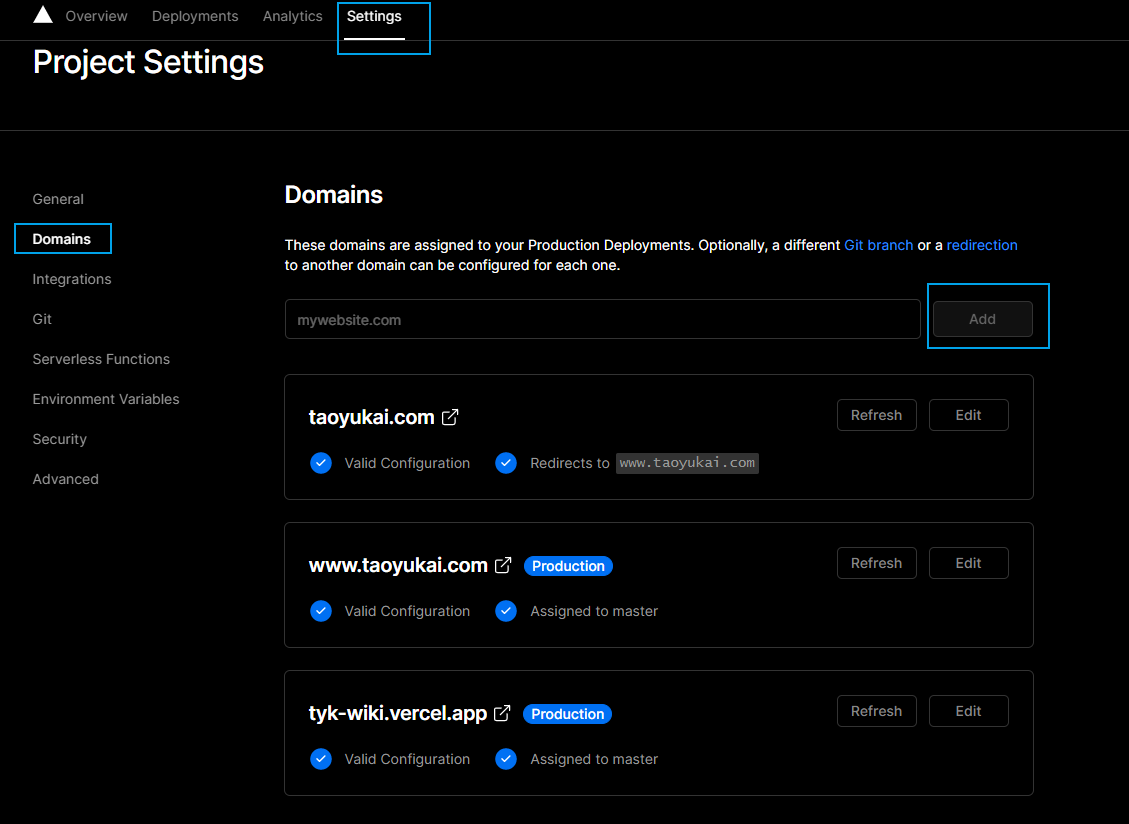 Overview Deployments Analytics Settings
Project Settings
General
Domains
Integrations
Git
Serverless Functions
Environment Variables
Security
Advanced
Domains
These domains are assigned to your Production Deployments. Optionally, a different Git branch or a redirection
to another domain can be configured for each one.
mywebsite.com Add
taoyukai.com Refresh Edit
Valid Configuration Redirects to www.taoyukai.com
www.taoyukai.com Production Refresh Edit
Valid Configuration Assigned to master
tyk-wiki.vercel.app Production Refresh Edit
Valid Configuration Assigned to master